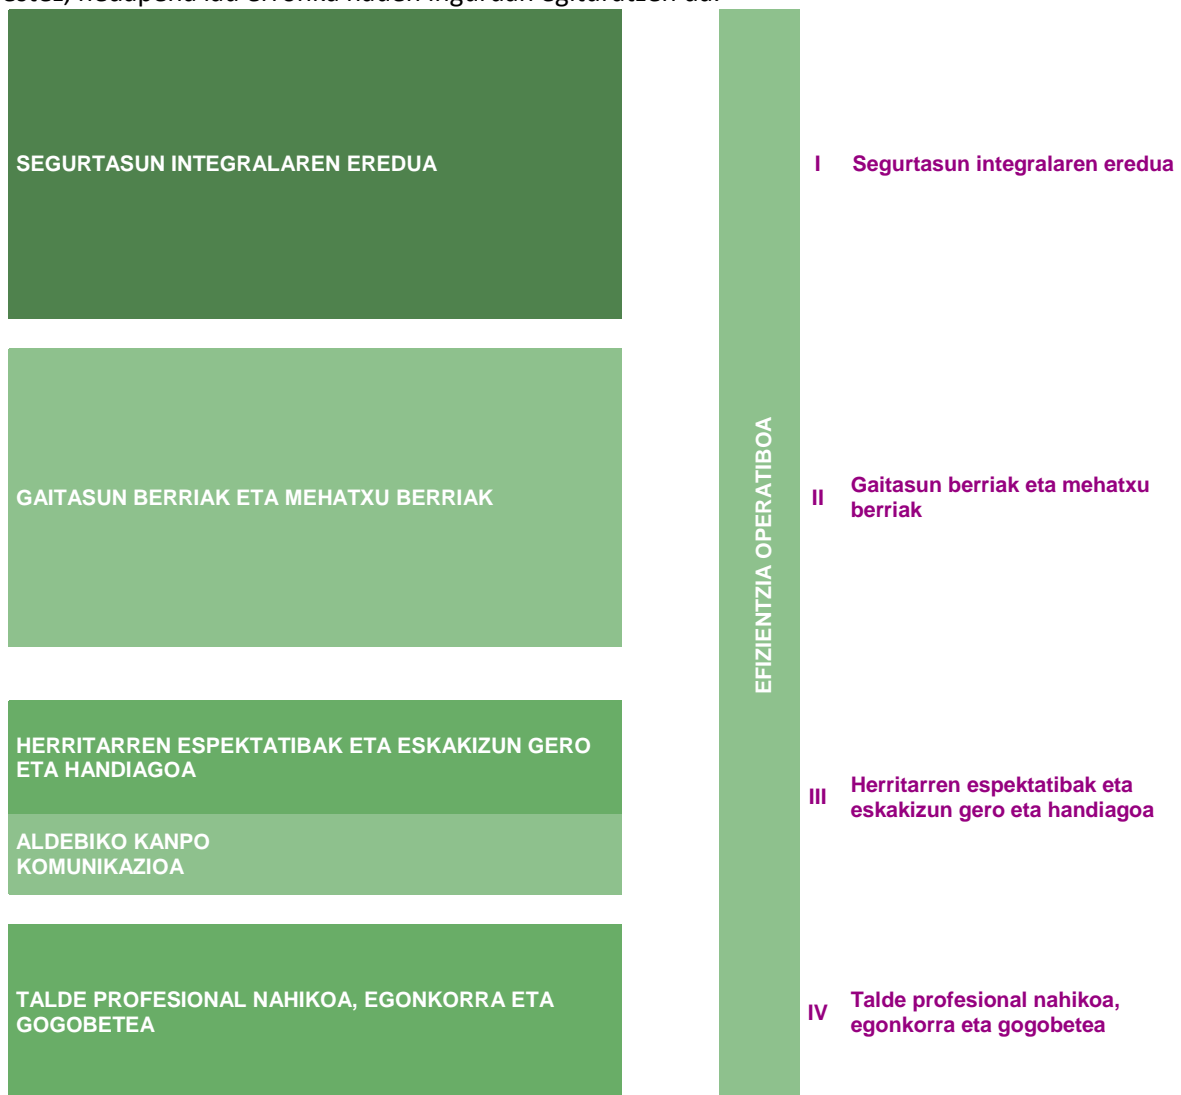 SEGURTASUN INTEGRALAREN EREDUA
I Segurtasun integralaren eredua
GAITASUN BERRIAK ETA MEHATXU BERRIAK
EFIZIENTZIA OPERATIBOA
II Gaitasun berriak eta mehatxu
berriak
HERRITARREN ESPEKTATIBAK ETA ESKAKIZUN GERO
ETA HANDIAGOA
III Herritarren espektatibak eta
eskakizun gero eta handiagoa
ALDEBIKO KANPO
KOMUNIKAZIOA
TALDE PROFESIONAL NAHIKOA, EGONKORRA ETA
GOGOBETEA
IV Talde profesional nahikoa,
egonkorra eta gogobetea